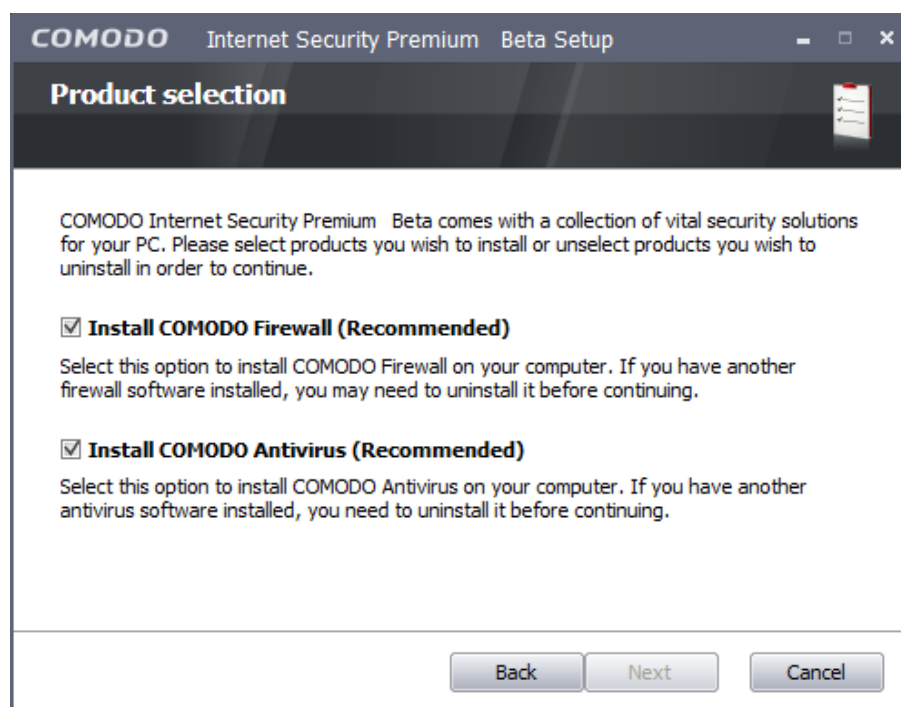 COMODO Internet Security Premium Beta Setup
Product selection
COMODO Internet Security Premium Beta comes with a collection of vital security solutions
for your PC. Please select products you wish to install or unselect products you wish to
uninstall in order to continue.
Install COMODO Firewall (Recommended)
Select this option to install COMODO Firewall on your computer. If you have another
firewall software installed, you may need to uninstall it before continuing.
Install COMODO Antivirus (Recommended)
Select this option to install COMODO Antivirus on your computer. If you have another
antivirus software installed, you need to uninstall it before continuing.
Back Next Cancel